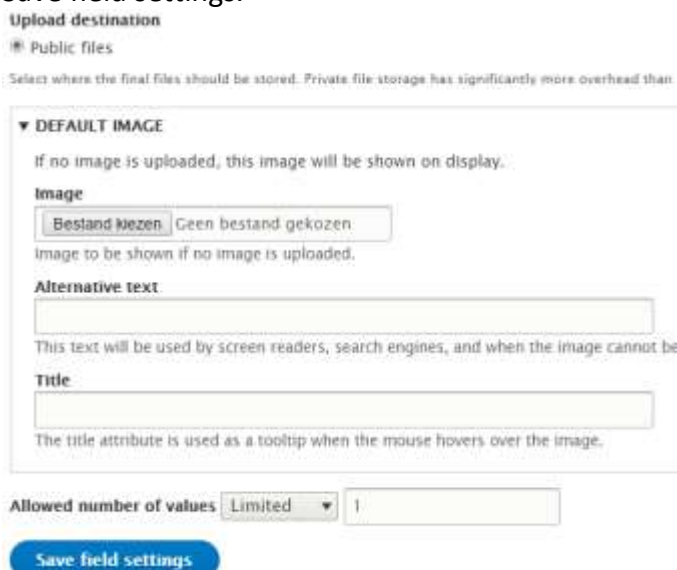 Save field settings.
Upload destination
Public files
Select where the final files should be stored. Private file storage has significantly more overhead than
▼ DEFAULT IMAGE
If no image is uploaded, this image will be shown on display.
Image
Bestand kiezen Geen bestand gekozen
Image to be shown if no image is uploaded.
Alternative text
This text will be used by screen readers, search engines, and when the image cannot be
Title
The title attribute is used as a tooltip when the mouse hovers over the image.
Allowed number of values Limited ▼ 1
Save field settings